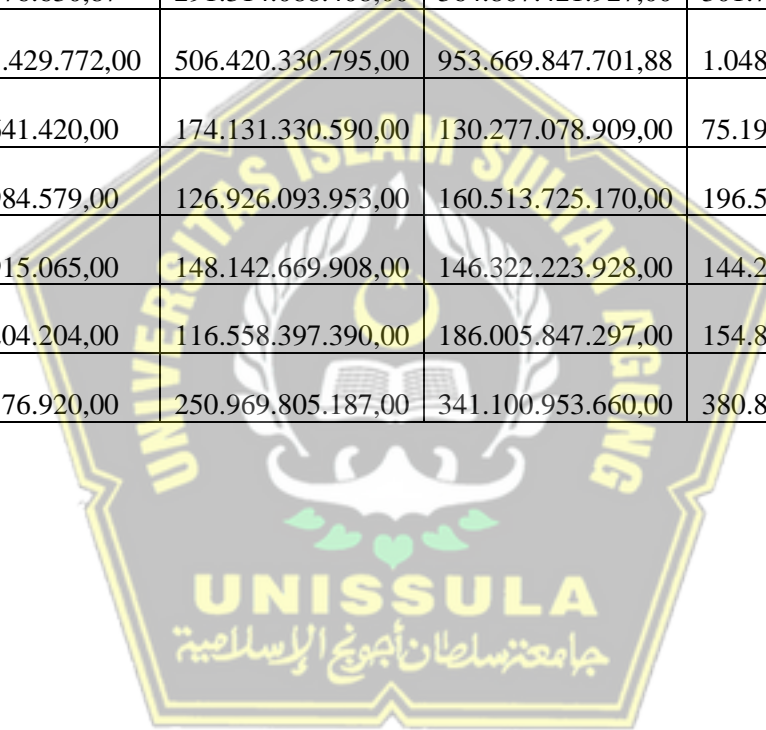 .429.772,00 506.420.330.795,00 953.669.847.701,88 1.048
641.420,00 174.131.330.590,00 130.277.078.909,00 75.19
984.579,00 126.926.093.953,00 160.513.725.170,00 196.5
915.065,00 148.142.669.908,00 146.322.223.928,00 144.2
204.204,00 116.558.397.390,00 186.005.847.297,00 154.8
76.920,00 250.969.805.187,00 341.100.953.660,00 380.8
UNIVERSITAS ISLAM SULTAN AGUNG
UNISSULA
جامعة سلطان أجونج الإسلامية